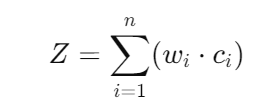 Z = \sum_{i=1}^{n} (w_i \cdot c_i)